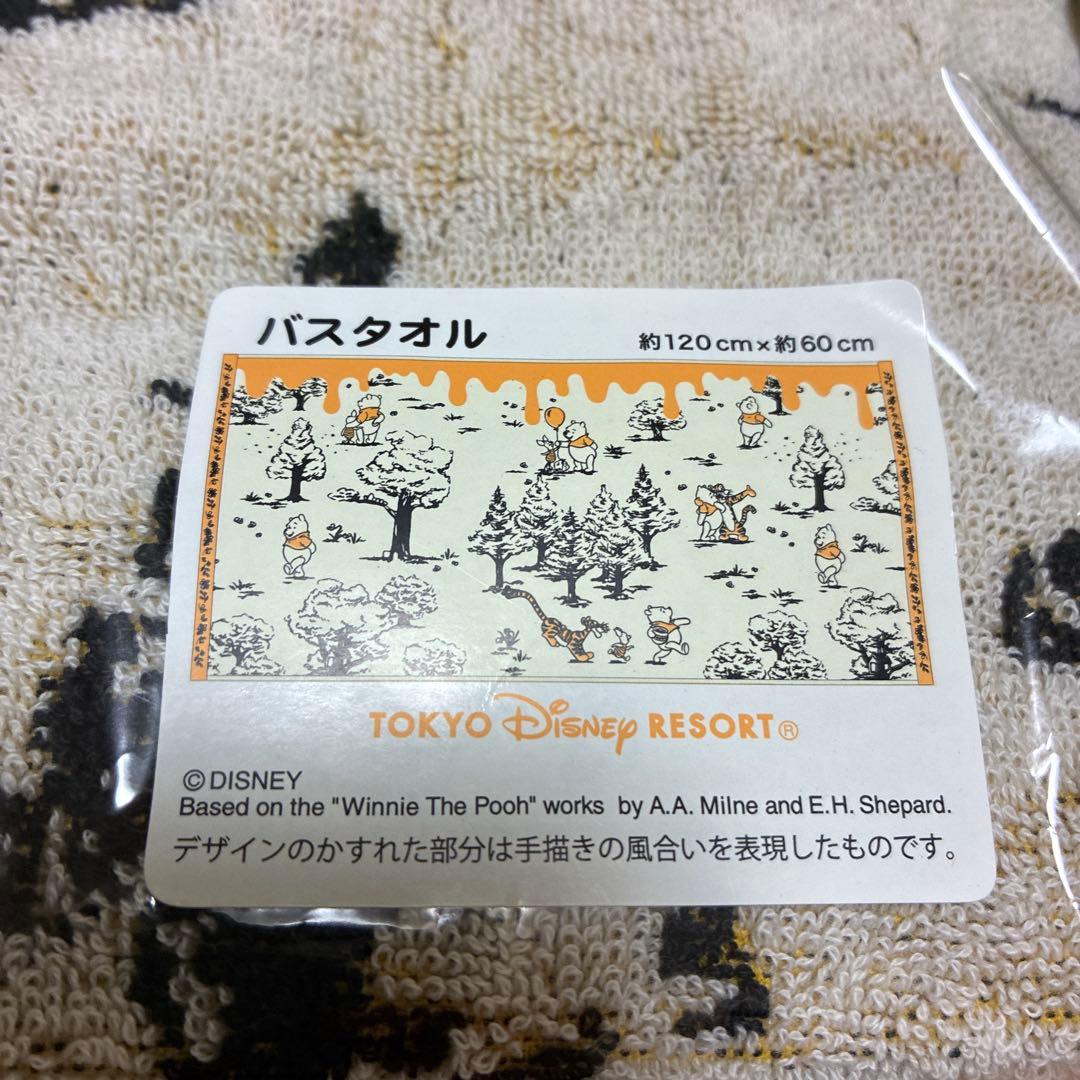 バスタオル 約120cm×約60cm
TOKYO Disney RESORT®
©DISNEY
Based on the "Winnie The Pooh" works by A.A. Milne and E.H. Shepard.
デザインのかすれた部分は手描きの風合いを表現したものです。